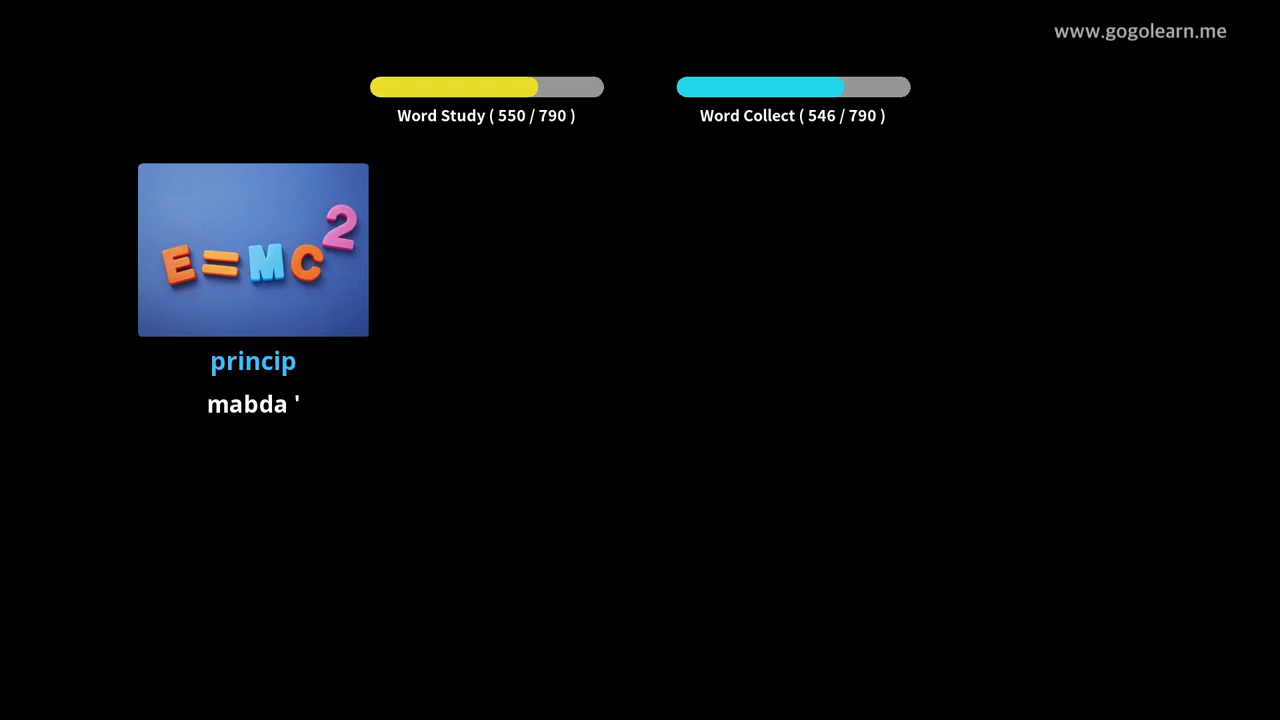 www.gogolearn.me
Word Study ( 550 / 790 )
Word Collect ( 546 / 790 )
E=MC2
princip
mabda '